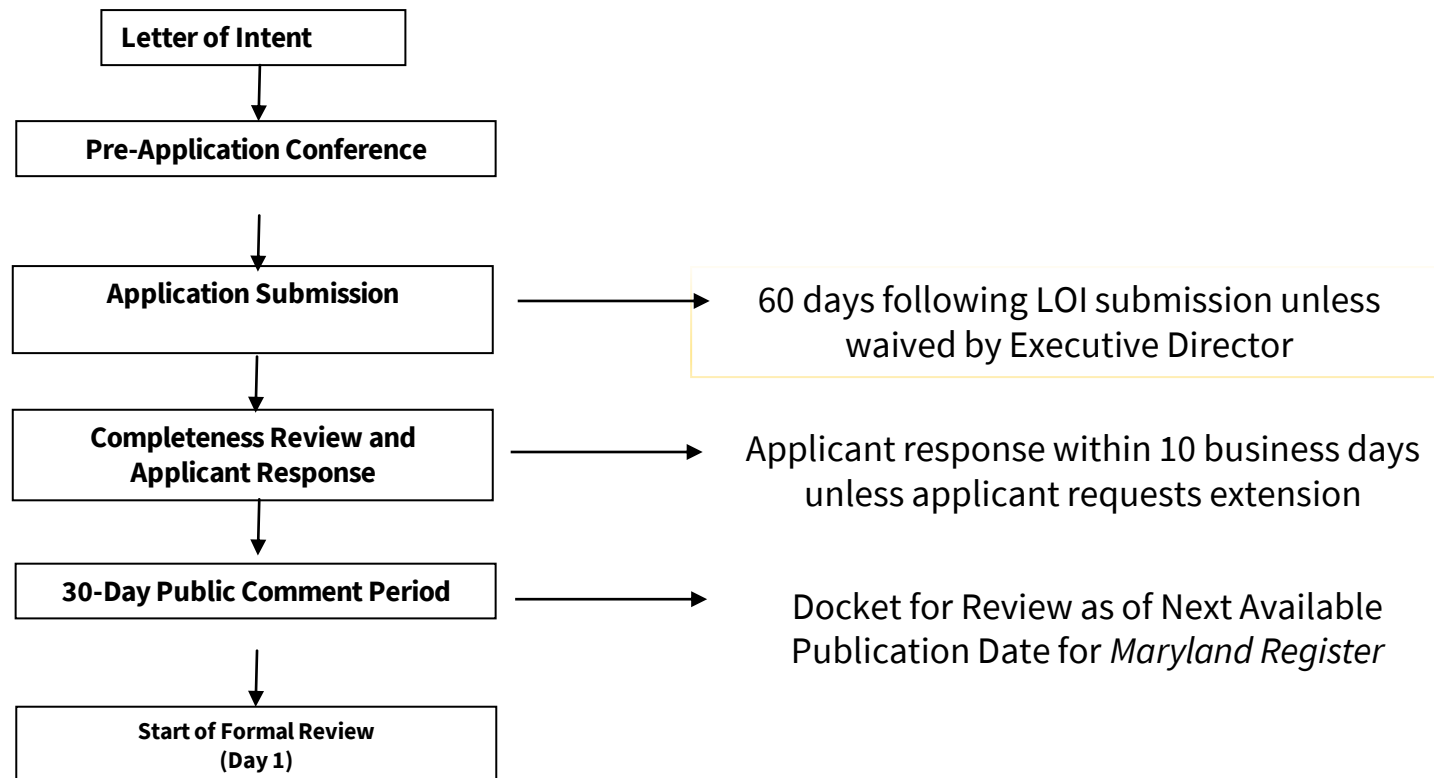 Letter of Intent
Pre-Application Conference
Application Submission
60 days following LOI submission unless
waived by Executive Director
Completeness Review and
Applicant Response
Applicant response within 10 business days
unless applicant requests extension
30-Day Public Comment Period
Docket for Review as of Next Available
Publication Date for Maryland Register
Start of Formal Review
(Day 1)